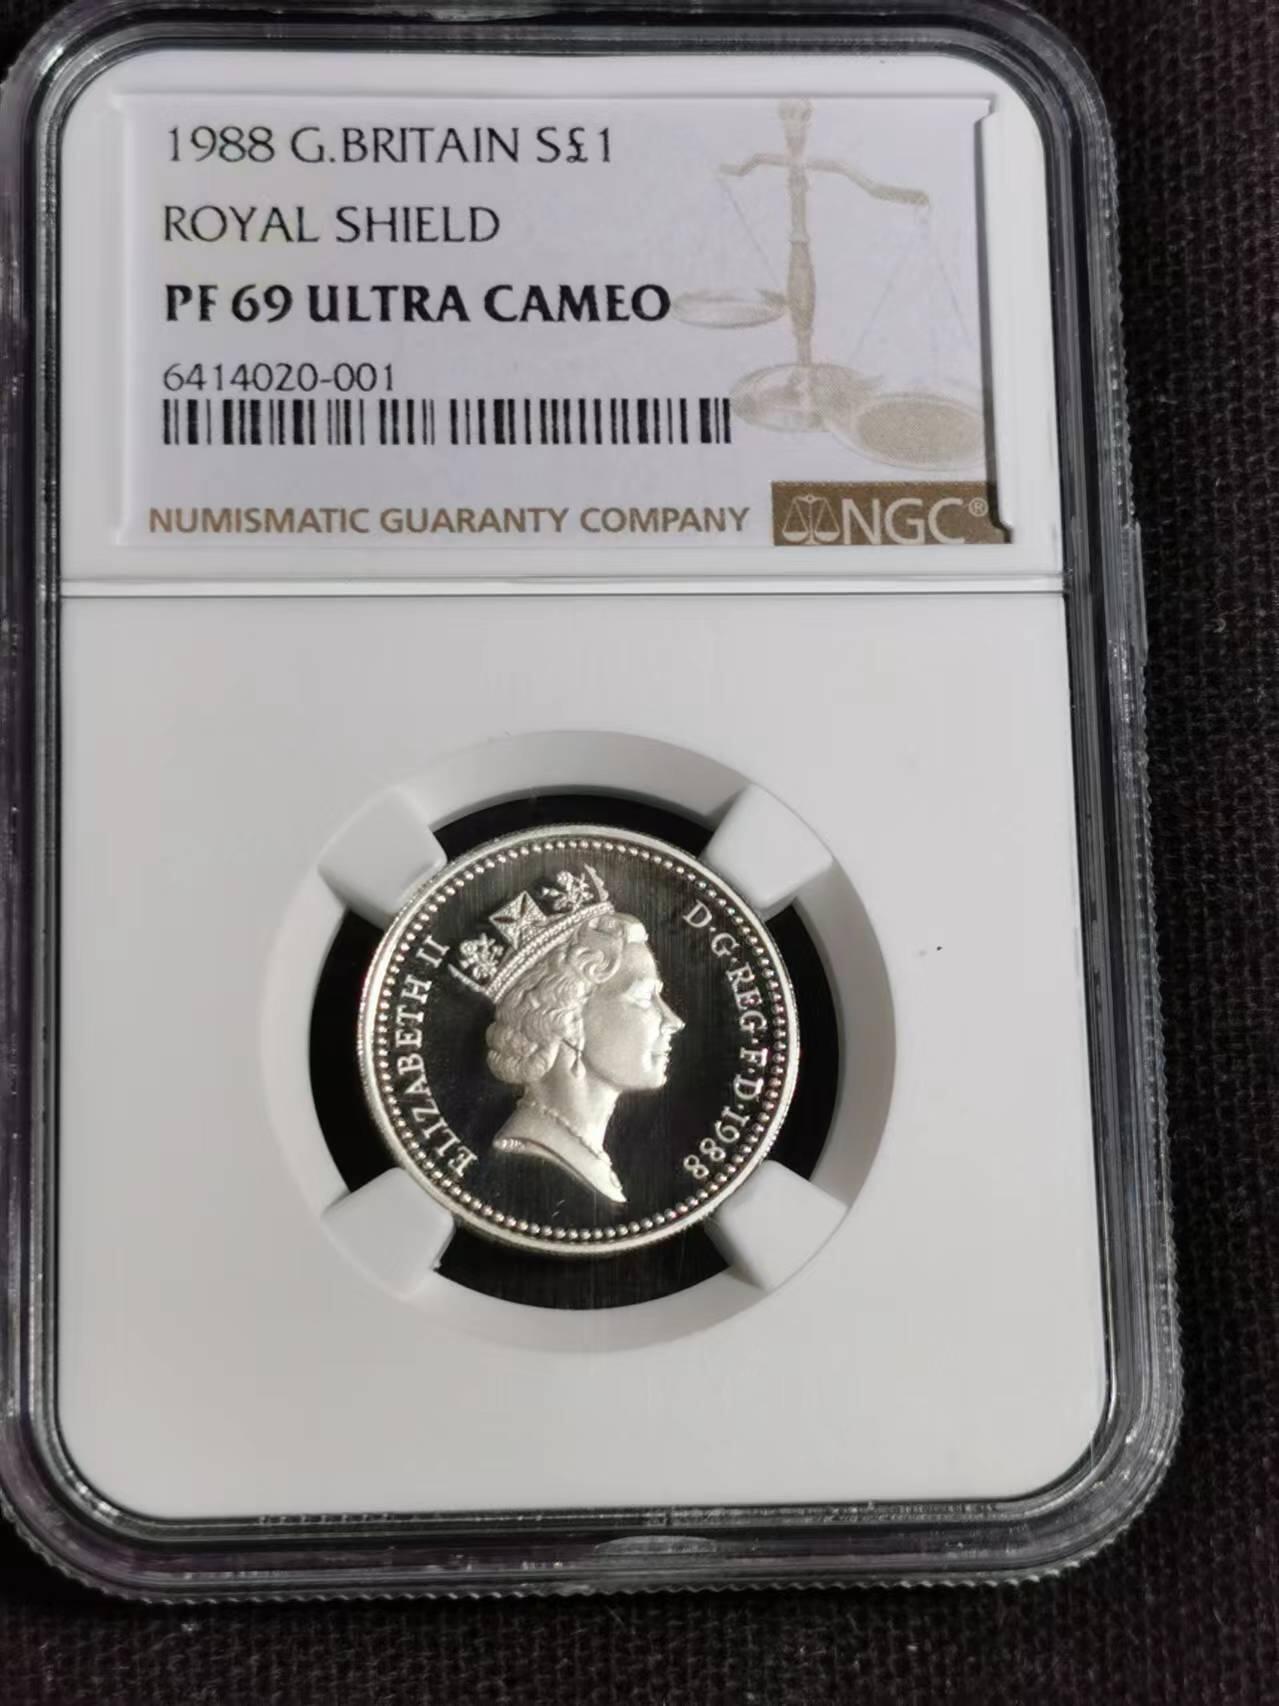 1988 G.BRITAIN S£1
ROYAL SHIELD
PF 69 ULTRA CAMEO
6414020-001
NUMISMATIC GUARANTY COMPANY
NGC®
ELIZABETH II
D·G·REG·F·D·1988